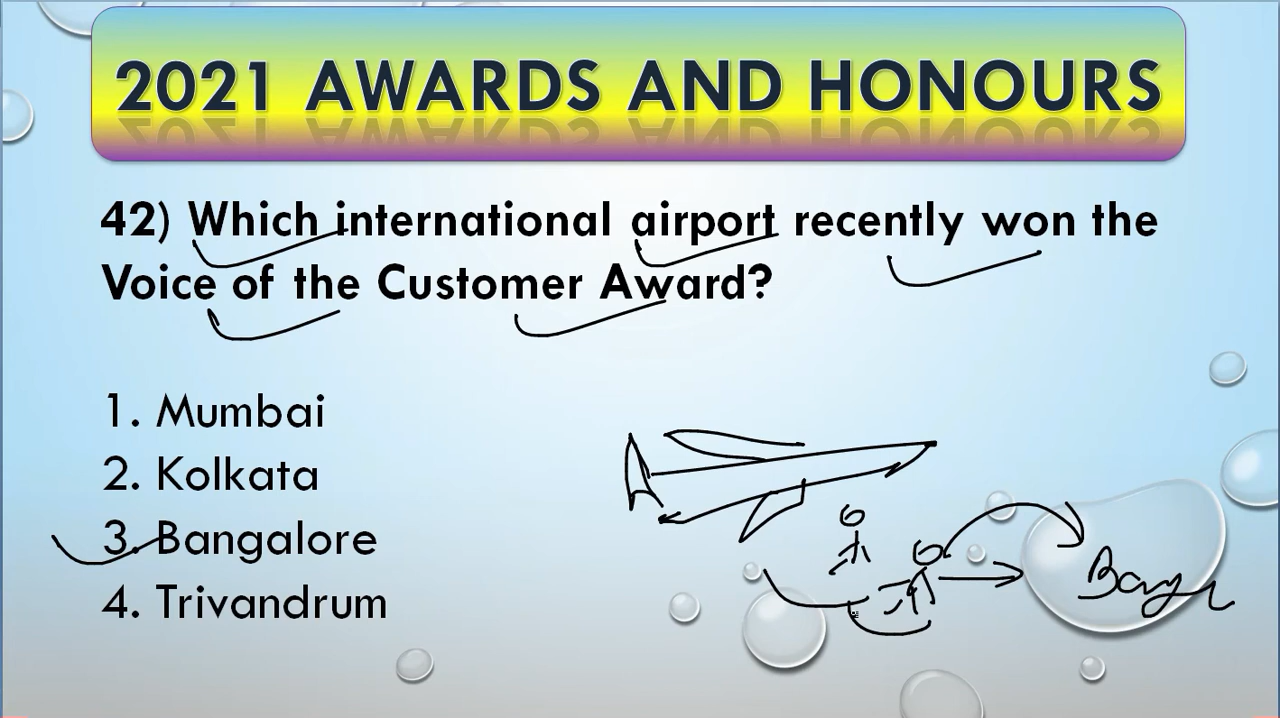 2021 AWARDS AND HONOURS
42) Which international airport recently won the
Voice of the Customer Award?
1. Mumbai
2. Kolkata
3. Bangalore
4. Trivandrum